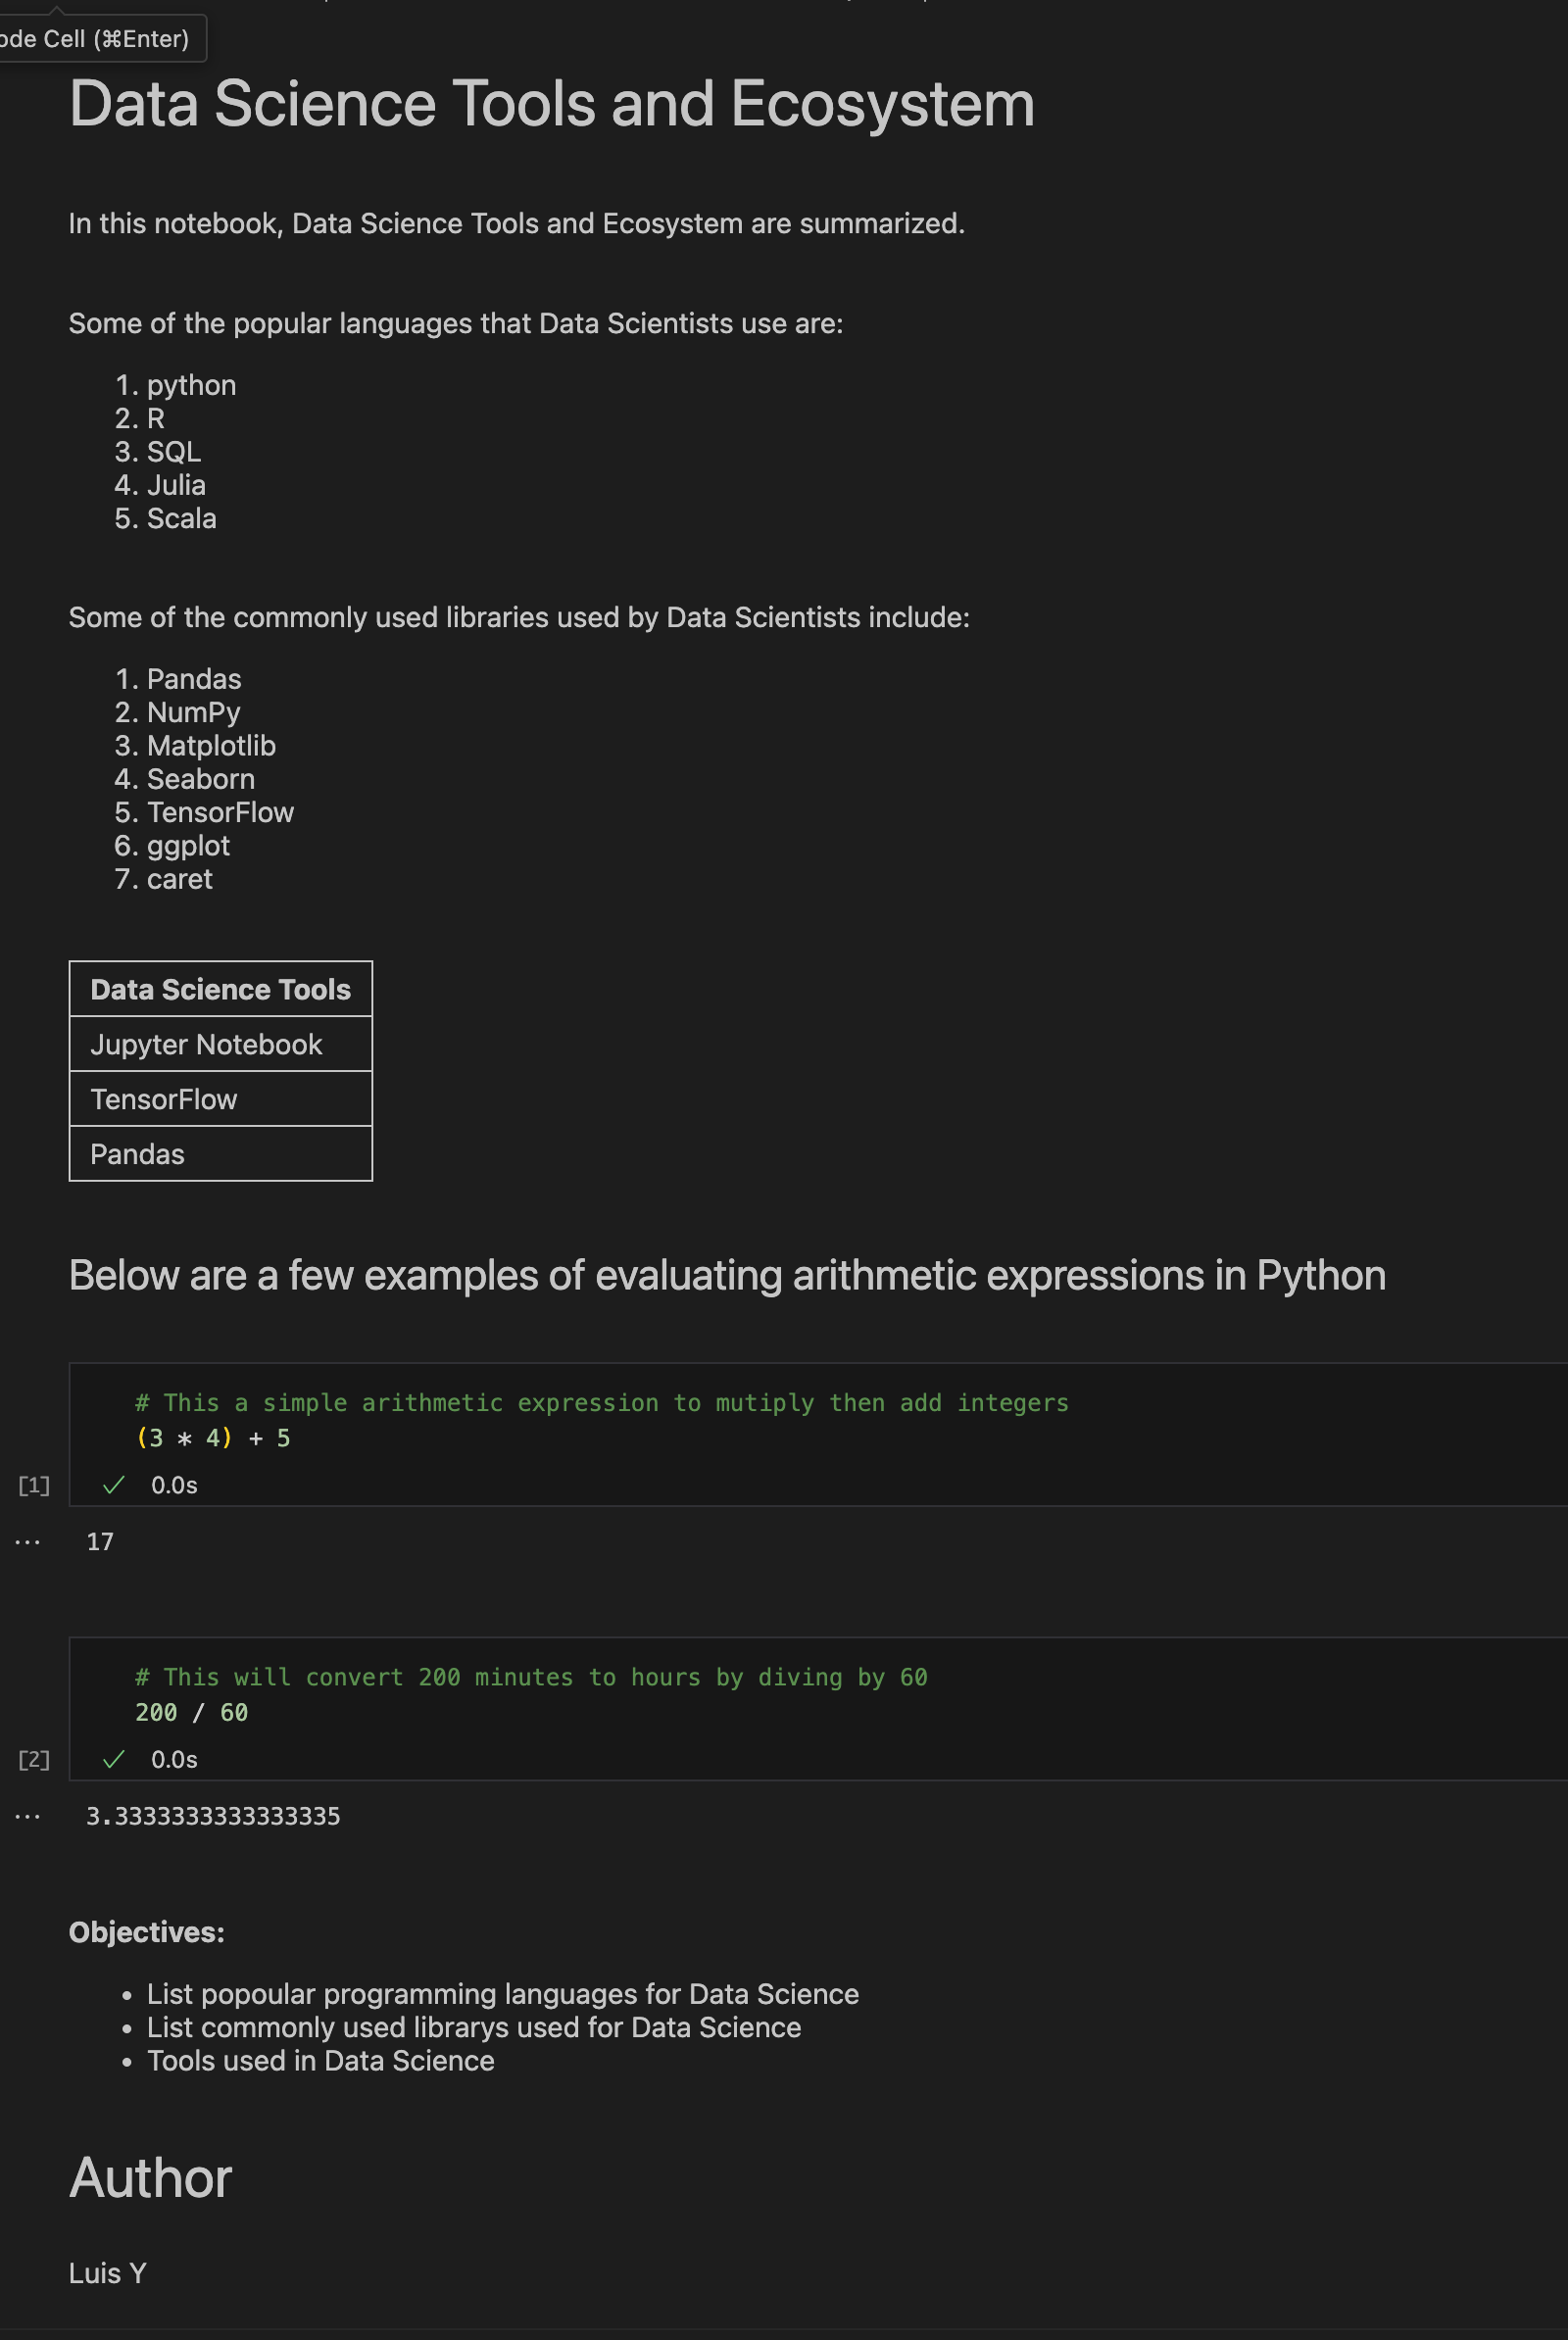 ode Cell (⌘Enter)
Data Science Tools and Ecosystem
In this notebook, Data Science Tools and Ecosystem are summarized.
Some of the popular languages that Data Scientists use are:
1. python
2. R
3. SQL
4. Julia
5. Scala
Some of the commonly used libraries used by Data Scientists include:
1. Pandas
2. NumPy
3. Matplotlib
4. Seaborn
5. TensorFlow
6. ggplot
7. caret
Data Science Tools
Jupyter Notebook
TensorFlow
Pandas
Below are a few examples of evaluating arithmetic expressions in Python
# This a simple arithmetic expression to mutiply then add integers
(3 * 4) + 5
[1] ✓ 0.0s
... 17
# This will convert 200 minutes to hours by diving by 60
200 / 60
[2] ✓ 0.0s
... 3.3333333333333335
Objectives:
• List popoular programming languages for Data Science
• List commonly used librarys used for Data Science
• Tools used in Data Science
Author
Luis Y